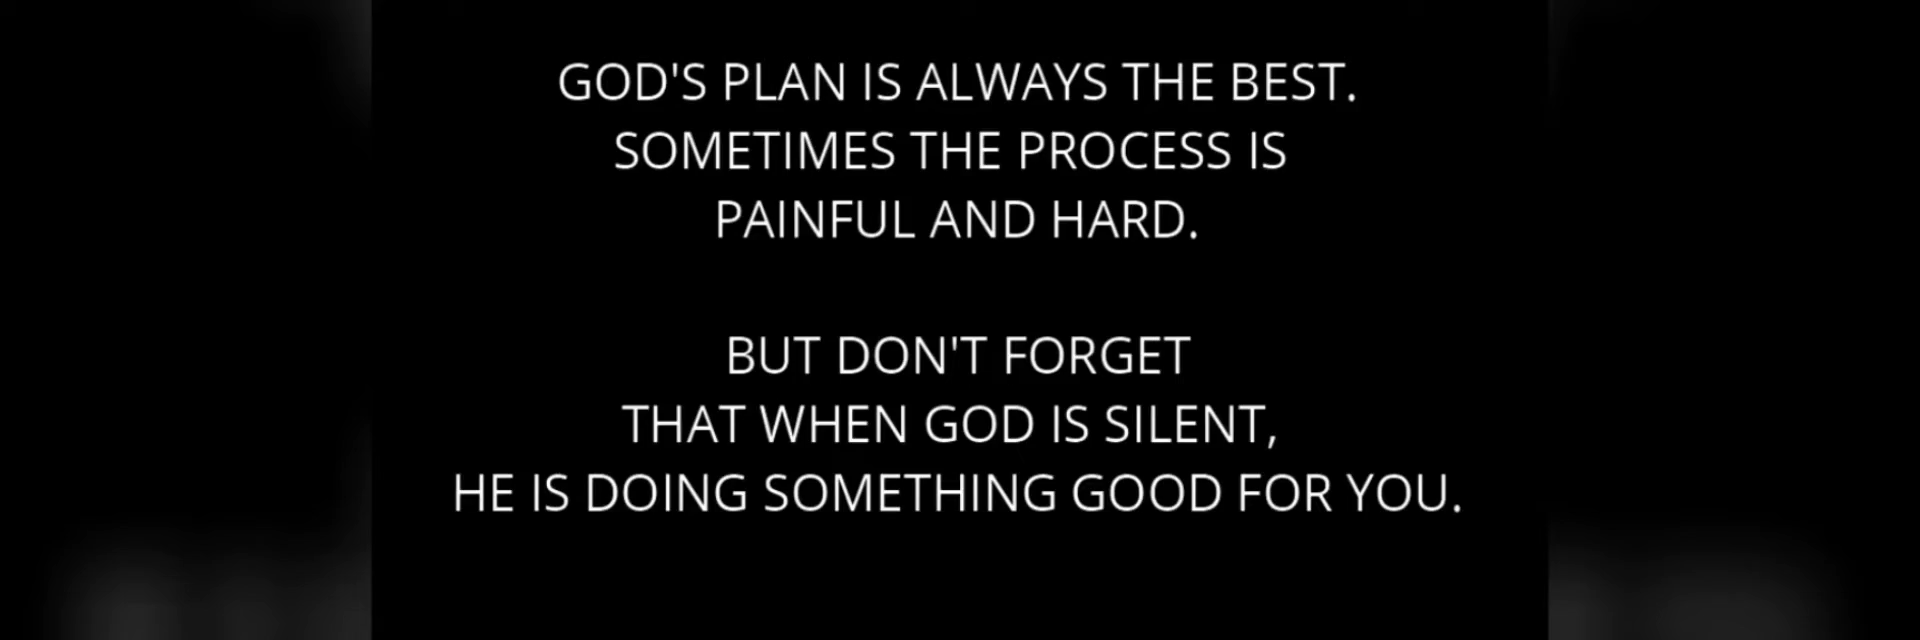 GOD'S PLAN IS ALWAYS THE BEST.
SOMETIMES THE PROCESS IS
PAINFUL AND HARD.
BUT DON'T FORGET
THAT WHEN GOD IS SILENT,
HE IS DOING SOMETHING GOOD FOR YOU.